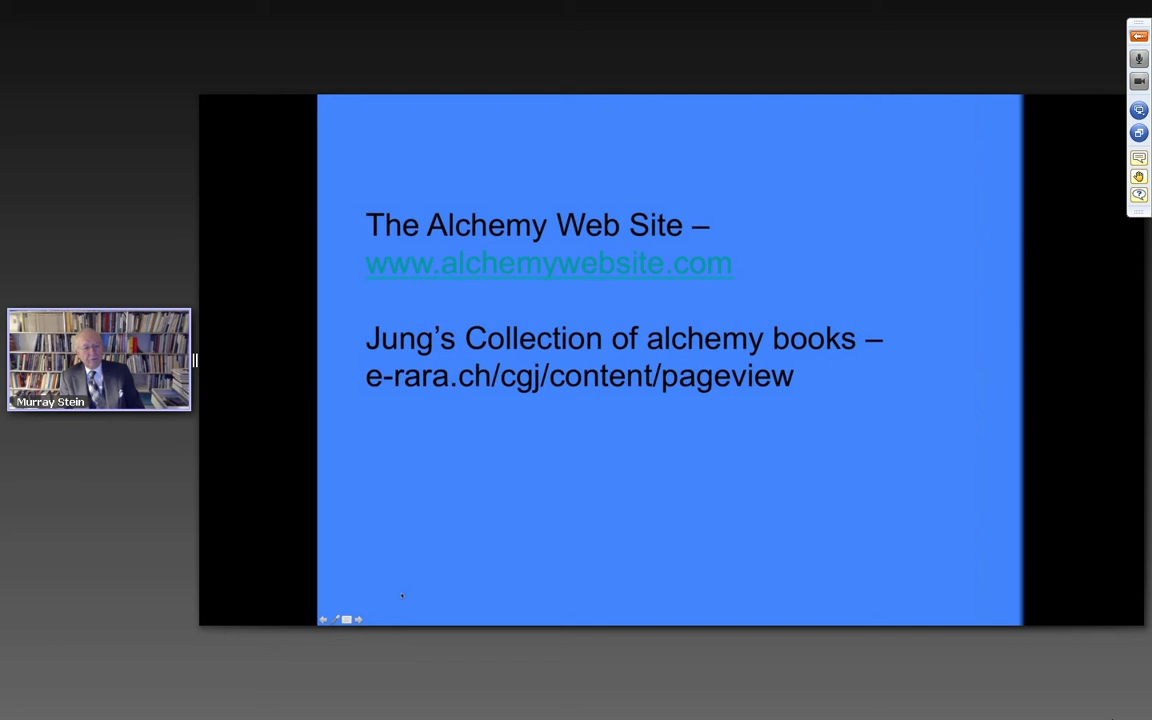 The Alchemy Web Site –
www.alchemywebsite.com
Jung's Collection of alchemy books –
e-rara.ch/cgj/content/pageview
Murray Stein